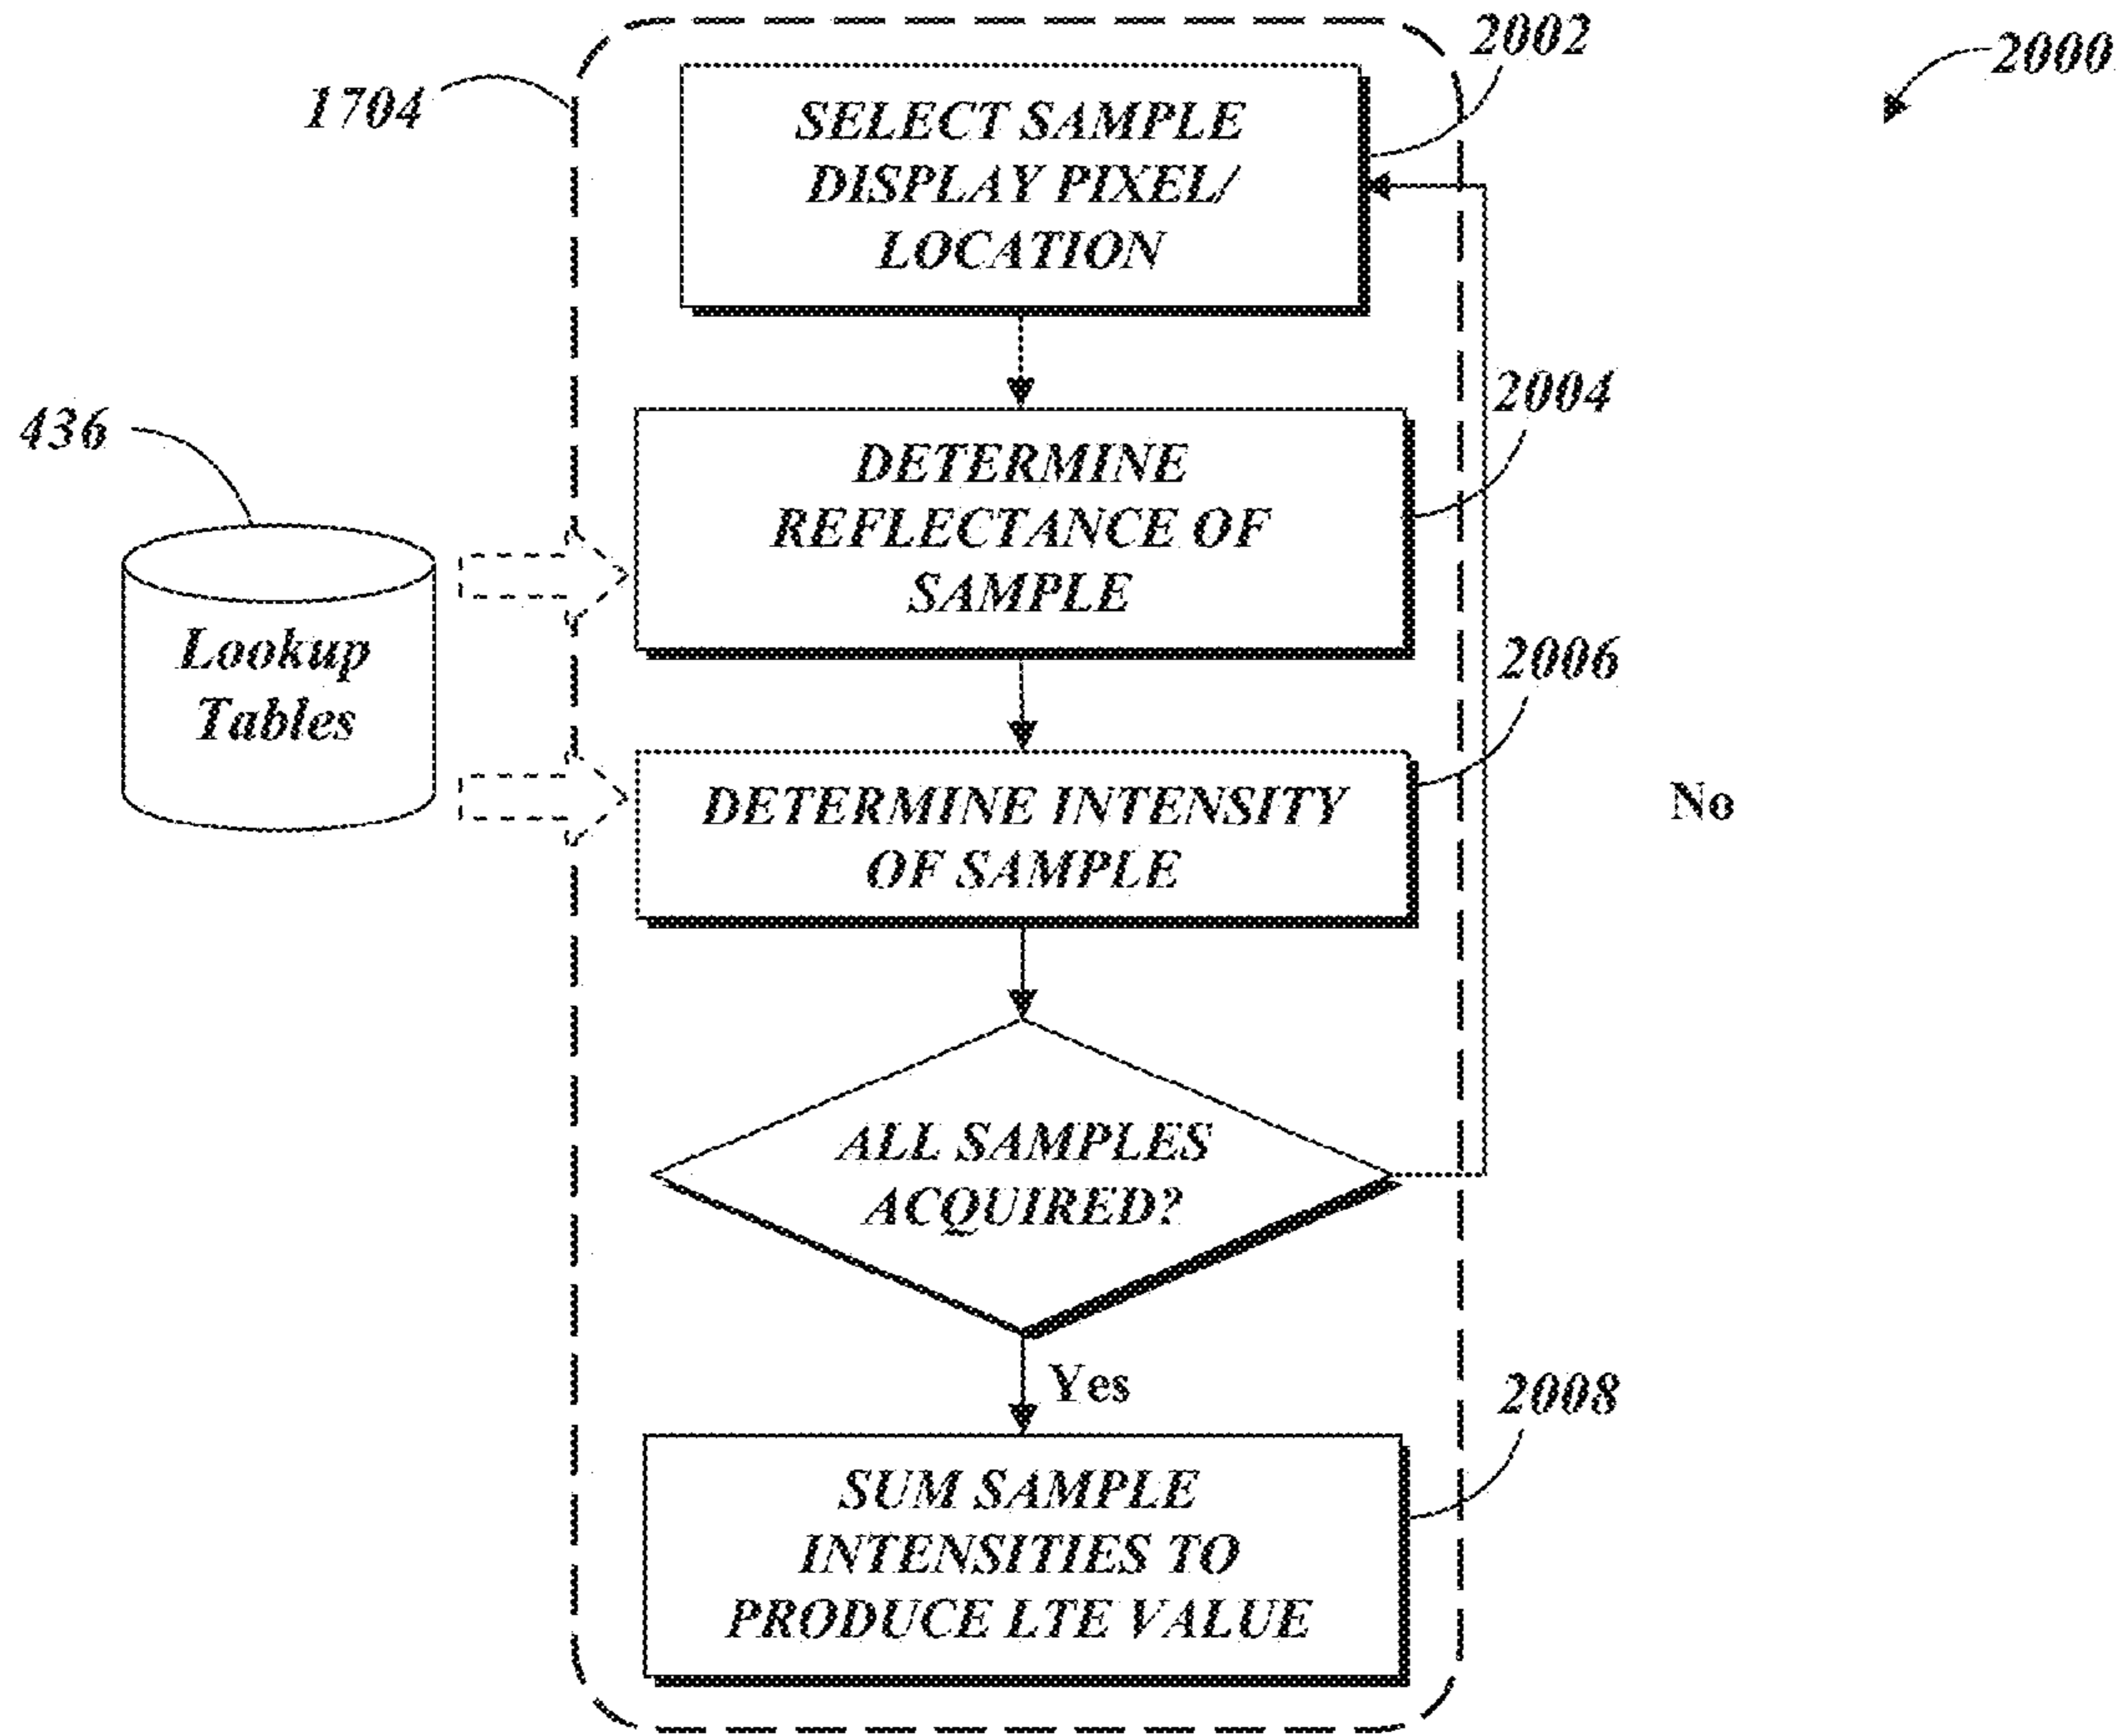 2002
2000
1704
SELECT SAMPLE
DISPLAY PIXEL/
LOCATION
2004
436
DETERMINE
REFLECTANCE OF
SAMPLE
Lookup
Tables
2006
No
DETERMINE INTENSITY
OF SAMPLE
ALL SAMPLES
ACQUIRED?
Yes
2008
SUM SAMPLE
INTENSITIES TO
PRODUCE LTE VALUE